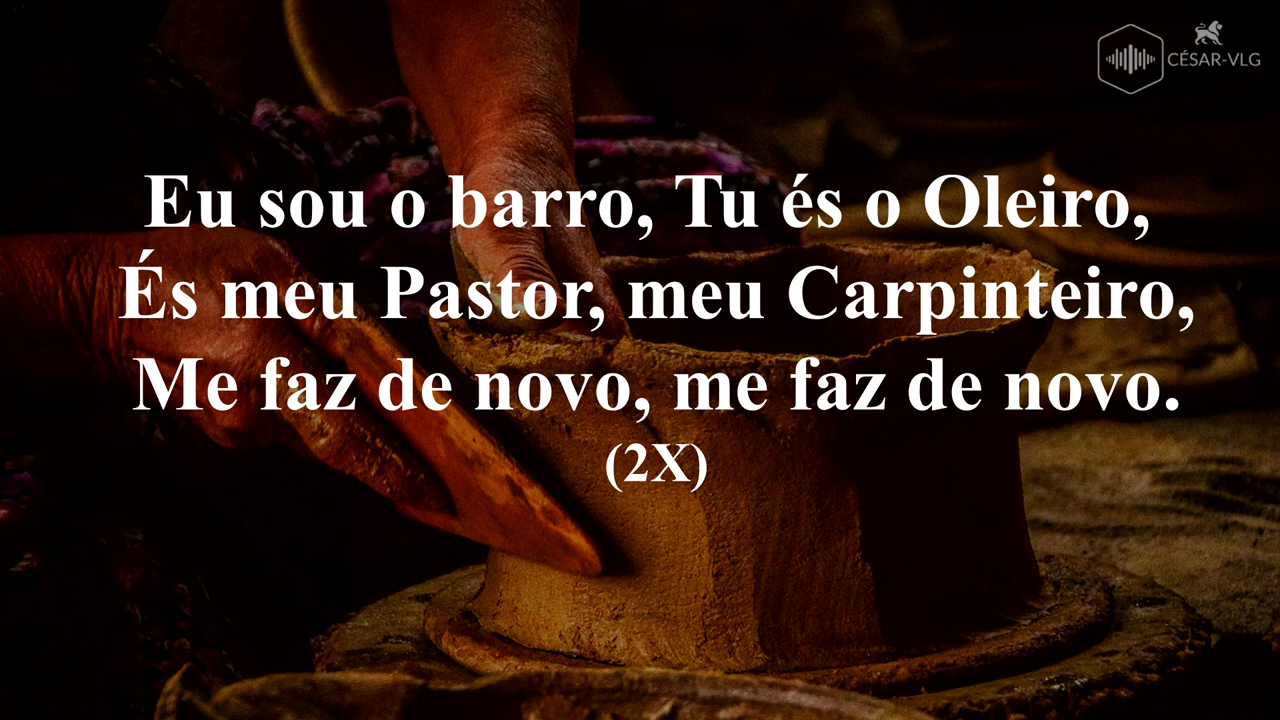 CÉSAR-VLG
Eu sou o barro, Tu és o Oleiro,
És meu Pastor, meu Carpinteiro,
Me faz de novo, me faz de novo.
(2X)